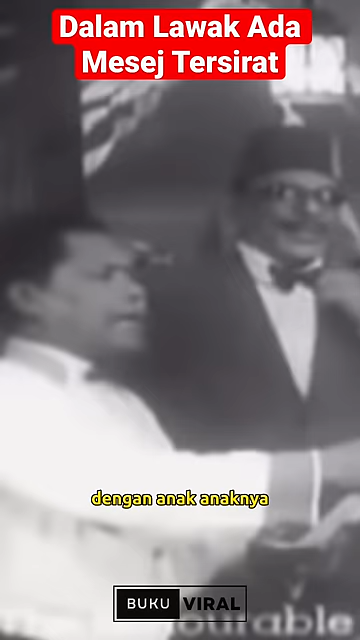 Dalam Lawak Ada
Mesej Tersirat
dengan anak anaknya
BUKU VIRAL